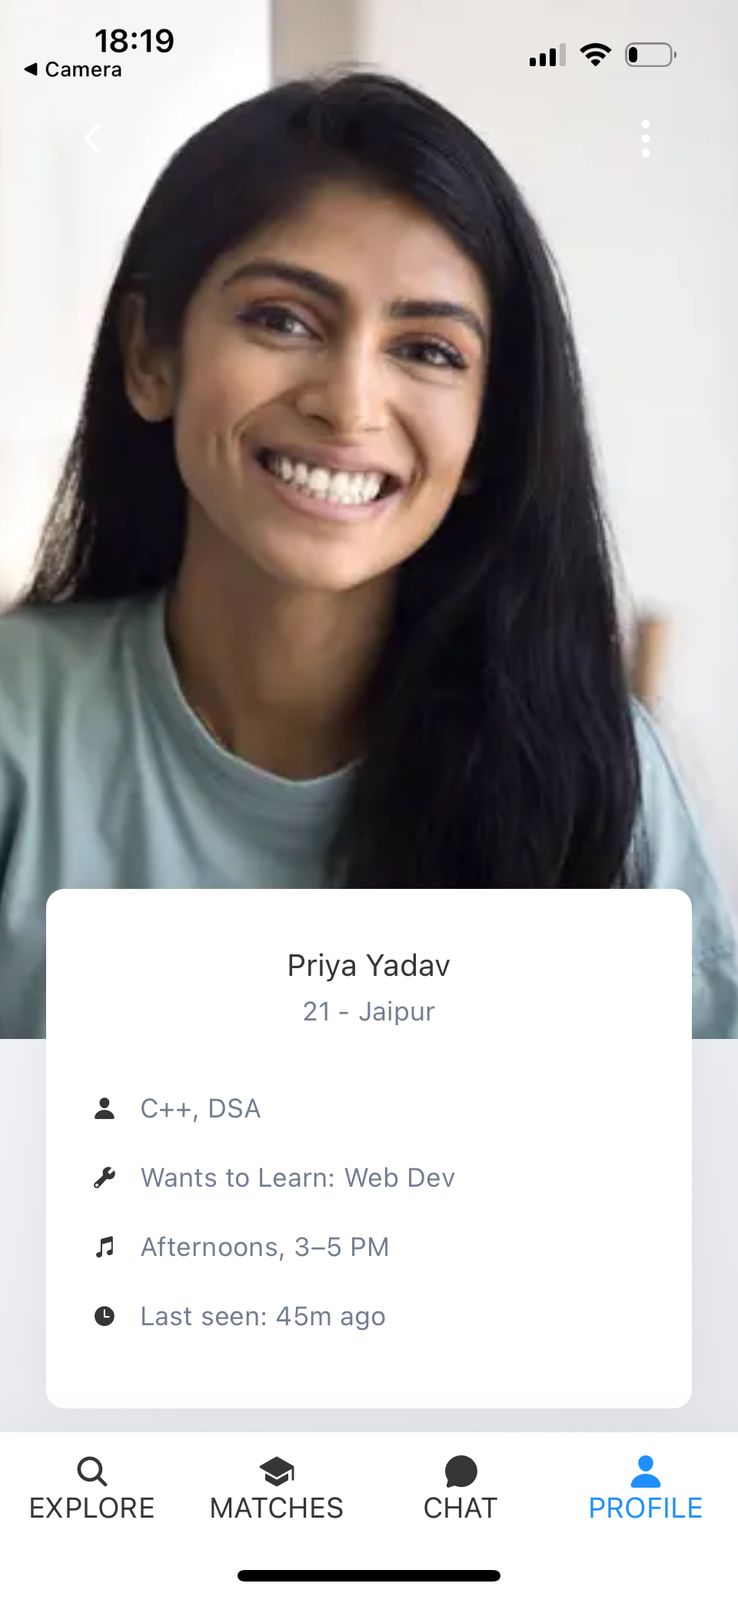 18:19
◀ Camera
Priya Yadav
21 - Jaipur
C++, DSA
Wants to Learn: Web Dev
Afternoons, 3–5 PM
Last seen: 45m ago
EXPLORE MATCHES CHAT PROFILE